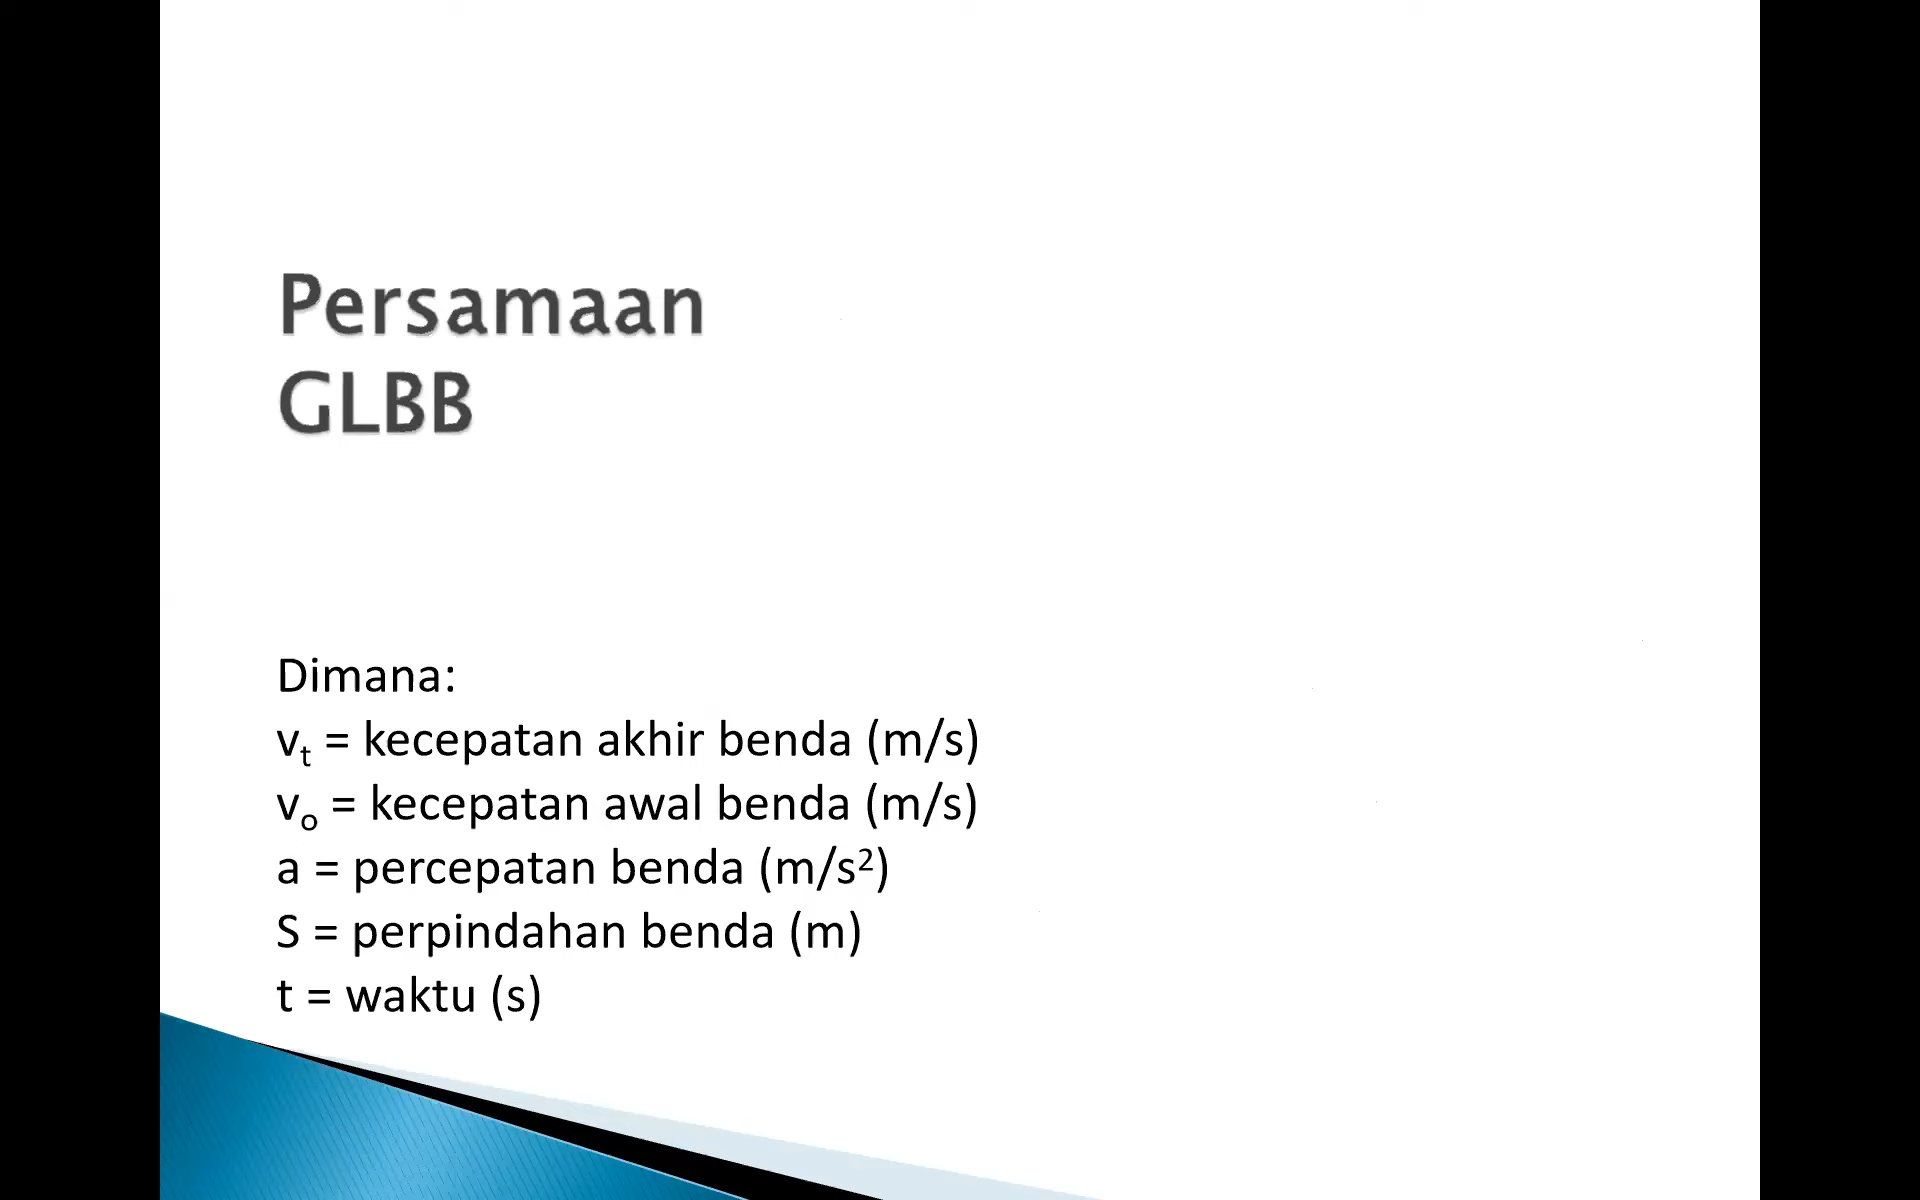 Persamaan
GLBB
Dimana:
vₜ = kecepatan akhir benda (m/s)
vₒ = kecepatan awal benda (m/s)
a = percepatan benda (m/s²)
S = perpindahan benda (m)
t = waktu (s)